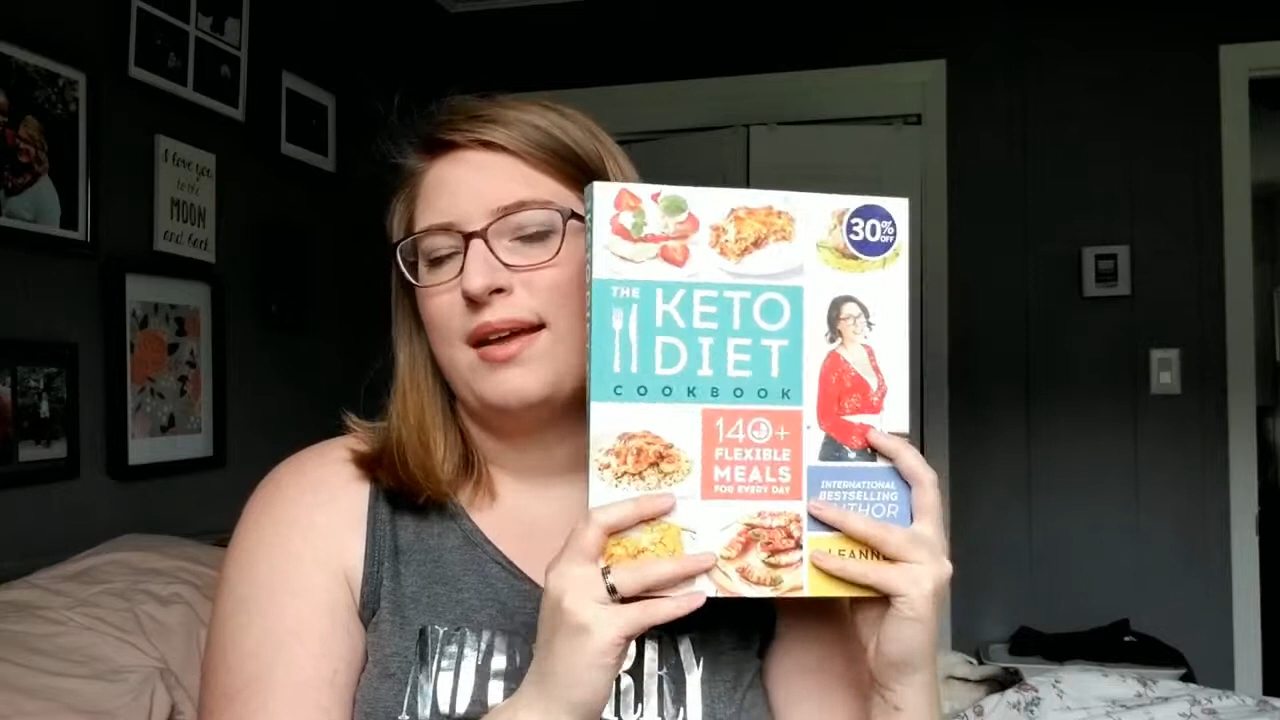 I love you
to the
MOON
and back
30%
OFF
THE
KETO
DIET
COOKBOOK
140+
FLEXIBLE
MEALS
FOR EVERY DAY
INTERNATIONAL
BESTSELLING
LEANNE